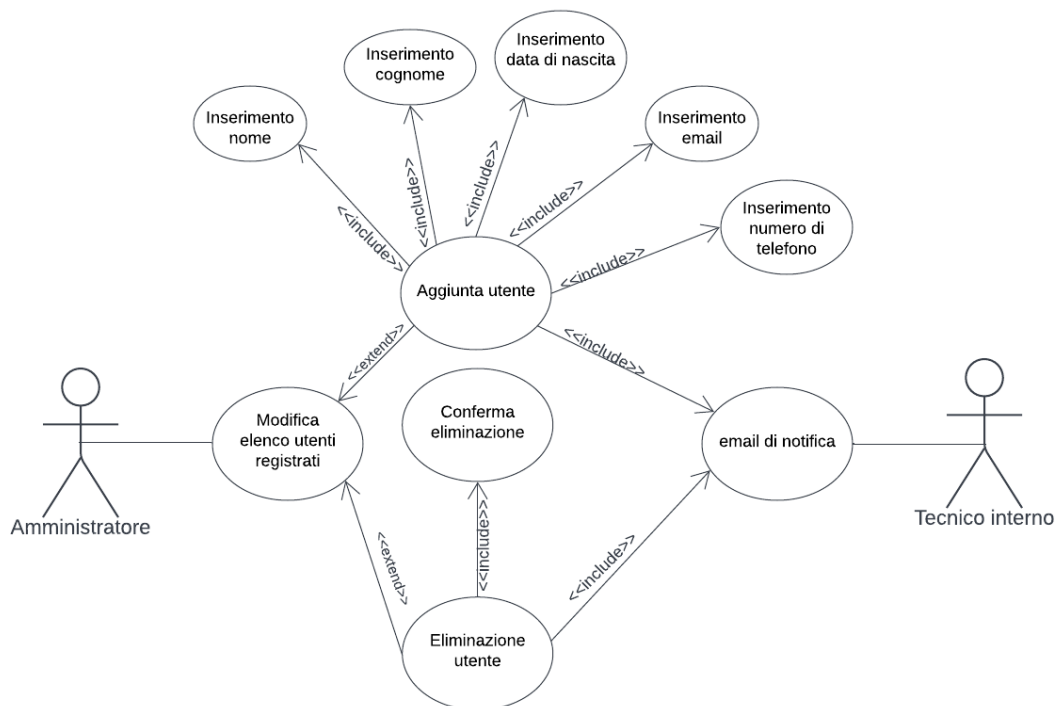 Inserimento
data di nascita
Inserimento
cognome
Inserimento
nome
Inserimento
email
Inserimento
numero di
telefono
<<include>>
<<include>>
<<include>>
<<include>>
<<include>>
Aggiunta utente
<<extend>>
<<include>>
Modifica
elenco utenti
registrati
Conferma
eliminazione
email di notifica
Amministratore
Tecnico interno
<<extend>>
<<include>>
<<include>>
Eliminazione
utente